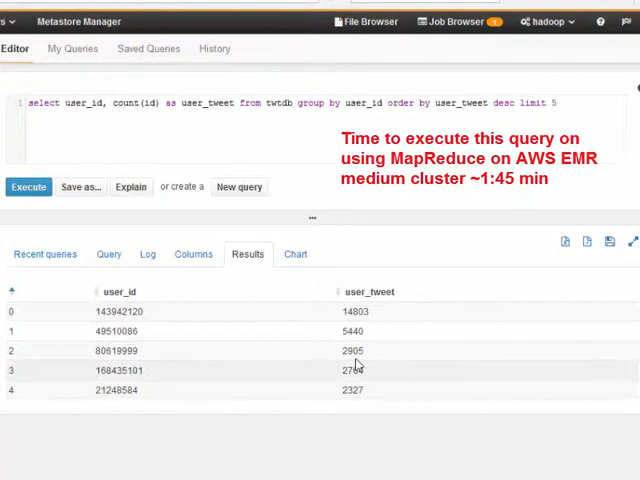 s Metastore Manager File Browser Job Browser 1 hadoop
Editor My Queries Saved Queries History
1 select user_id, count(id) as user_tweet from twtdb group by user_id order by user_tweet desc limit 5
Time to execute this query on
using MapReduce on AWS EMR
medium cluster ~1:45 min
Execute Save as... Explain or create a New query
Recent queries Query Log Columns Results Chart
user_id user_tweet
0 143942120 14803
1 49510086 5440
2 80619999 2905
3 168435101
4 21248584 2327